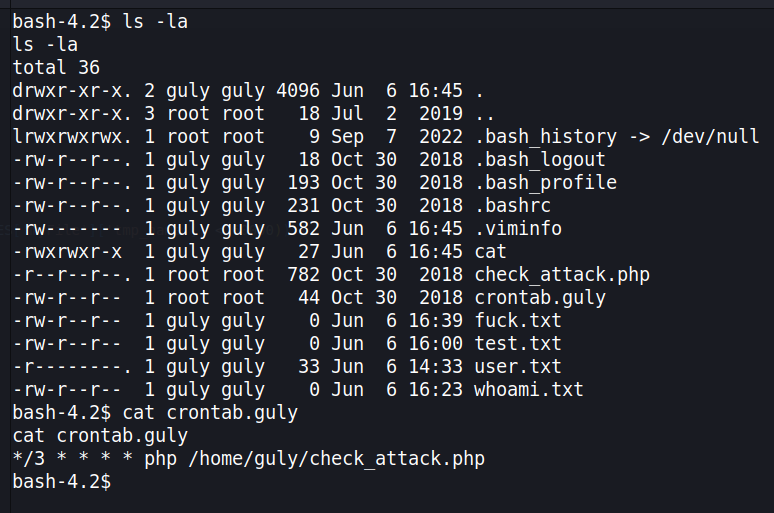 bash-4.2$ ls -la
ls -la
total 36
drwxr-xr-x. 2 guly guly 4096 Jun  6 16:45 .
drwxr-xr-x. 3 root root   18 Jul  2  2019 ..
lrwxrwxrwx. 1 root root    9 Sep  7  2022 .bash_history -> /dev/null
-rw-r--r--. 1 guly guly   18 Oct 30  2018 .bash_logout
-rw-r--r--. 1 guly guly  193 Oct 30  2018 .bash_profile
-rw-r--r--. 1 guly guly  231 Oct 30  2018 .bashrc
-rw-------  1 guly guly  582 Jun  6 16:45 .viminfo
-rwxrwxr-x  1 guly guly   27 Jun  6 16:45 cat
-r--r--r--. 1 root root  782 Oct 30  2018 check_attack.php
-rw-r--r--  1 root root   44 Oct 30  2018 crontab.guly
-rw-r--r--  1 guly guly    0 Jun  6 16:39 fuck.txt
-rw-r--r--  1 guly guly    0 Jun  6 16:00 test.txt
-r--------. 1 guly guly   33 Jun  6 14:33 user.txt
-rw-r--r--  1 guly guly    0 Jun  6 16:23 whoami.txt
bash-4.2$ cat crontab.guly
cat crontab.guly
*/3 * * * * php /home/guly/check_attack.php
bash-4.2$